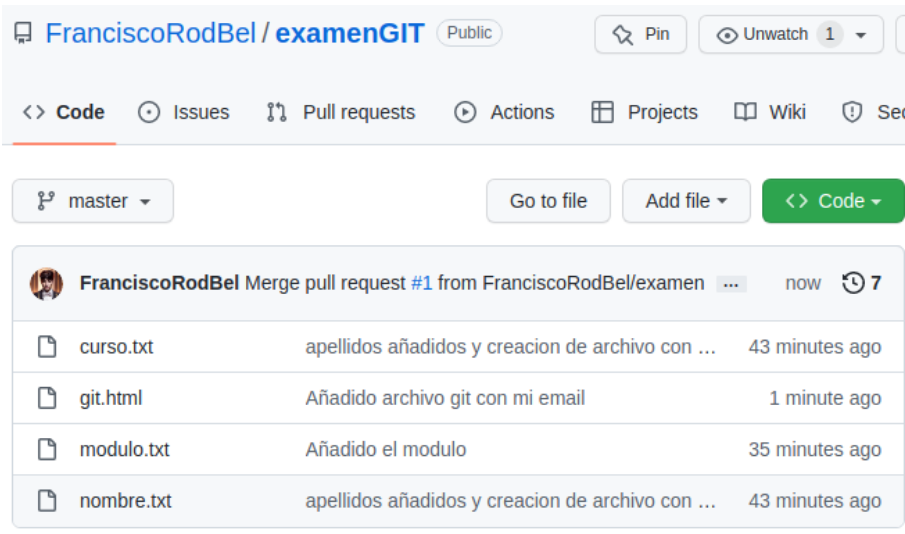 FranciscoRodBel / examenGIT Public Pin Unwatch 1
Code Issues Pull requests Actions Projects Wiki Sec
master Go to file Add file Code
FranciscoRodBel Merge pull request #1 from FranciscoRodBel/examen ... now 7
curso.txt apellidos añadidos y creacion de archivo con ... 43 minutes ago
git.html Añadido archivo git con mi email 1 minute ago
modulo.txt Añadido el modulo 35 minutes ago
nombre.txt apellidos añadidos y creacion de archivo con ... 43 minutes ago